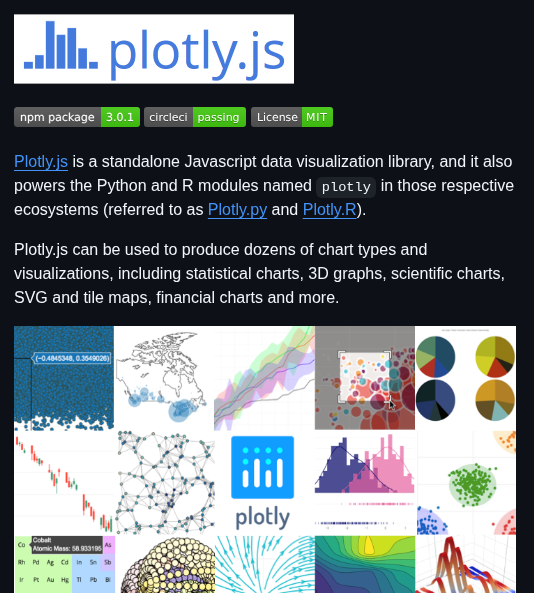 plotly.js
npm package 3.0.1 circleci passing License MIT
Plotly.js is a standalone Javascript data visualization library, and it also
powers the Python and R modules named plotly in those respective
ecosystems (referred to as Plotly.py and Plotly.R).
Plotly.js can be used to produce dozens of chart types and
visualizations, including statistical charts, 3D graphs, scientific charts,
SVG and tile maps, financial charts and more.
(−0.4845348, 0.3549026)
plotly
Co Cobalt As
Atomic Mass: 58.933195
Rh Pd Ag Cd In Sn Sb
Ir Pt Au Hg Tl Pb Bi